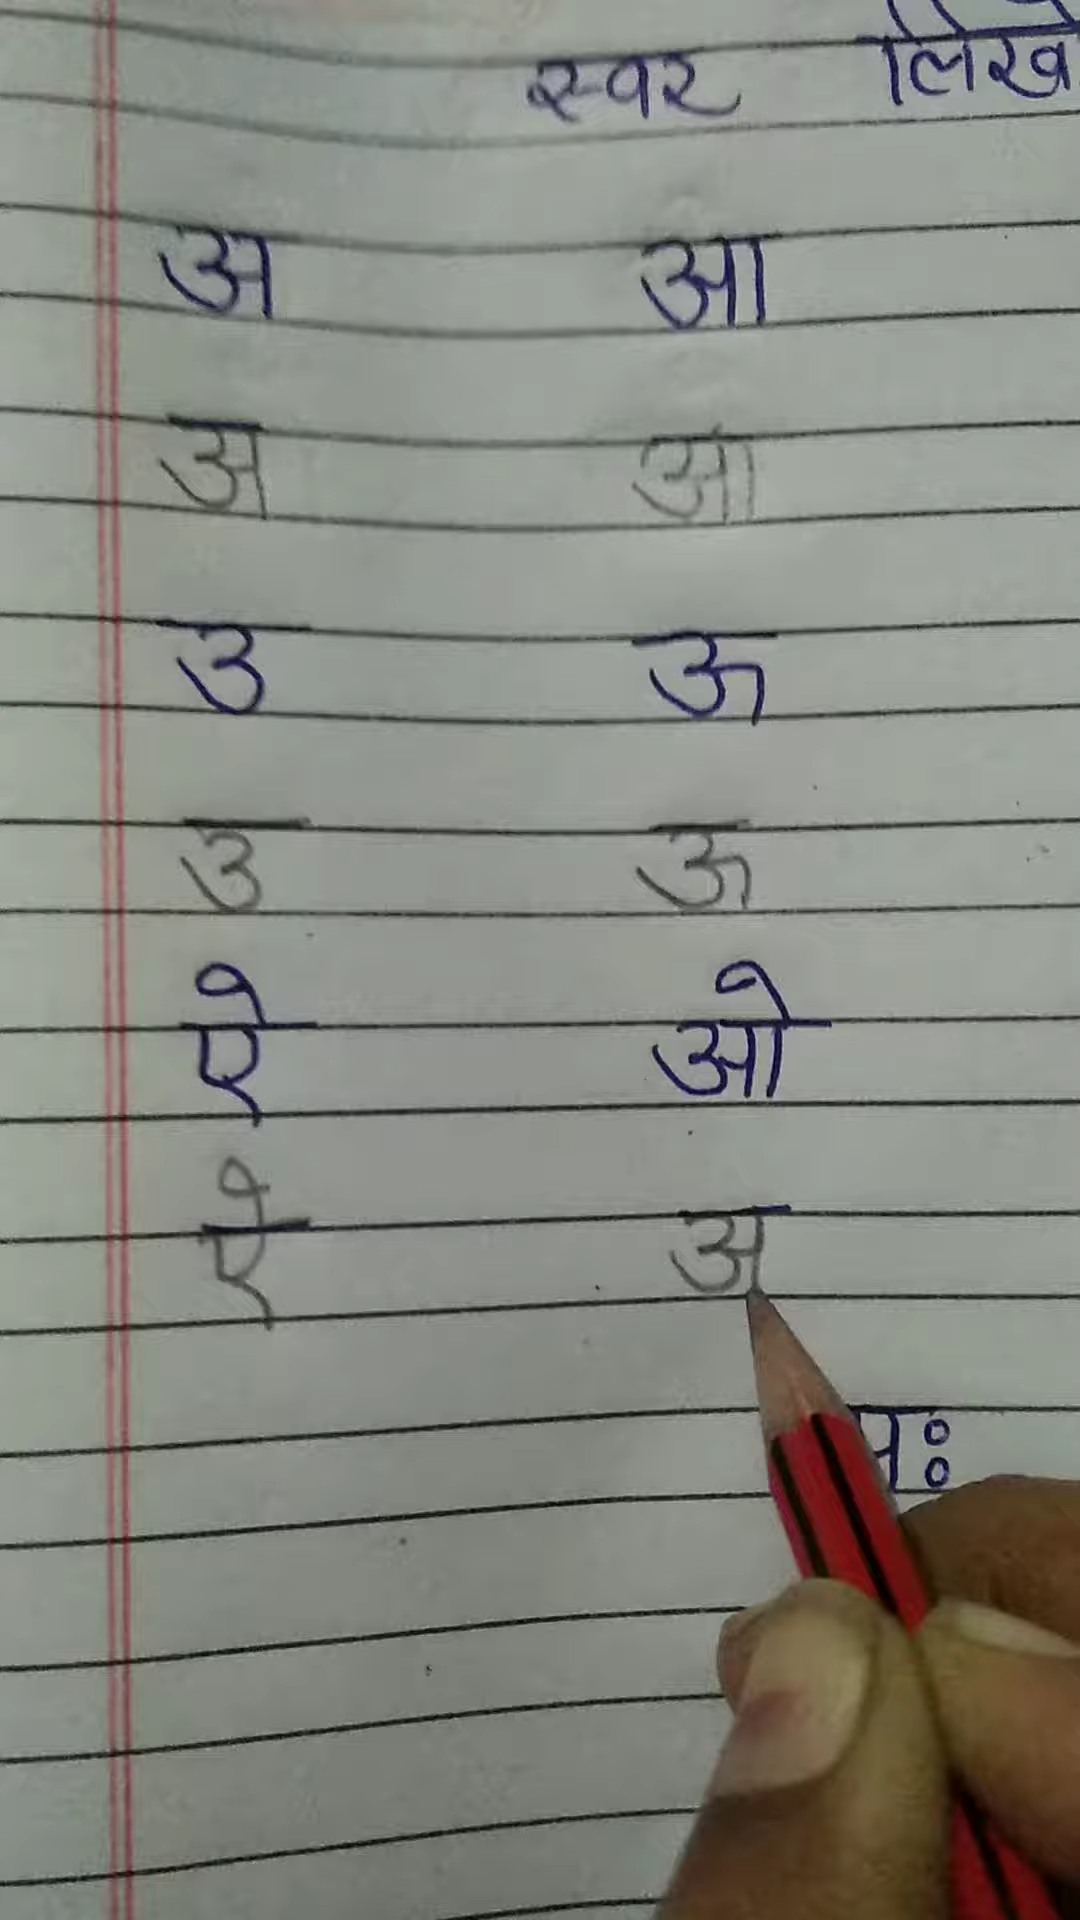 स्वर लिखो
अ आ
अ आ
उ ऊ
उ ऊ
ऐ ओ
ऐ अ